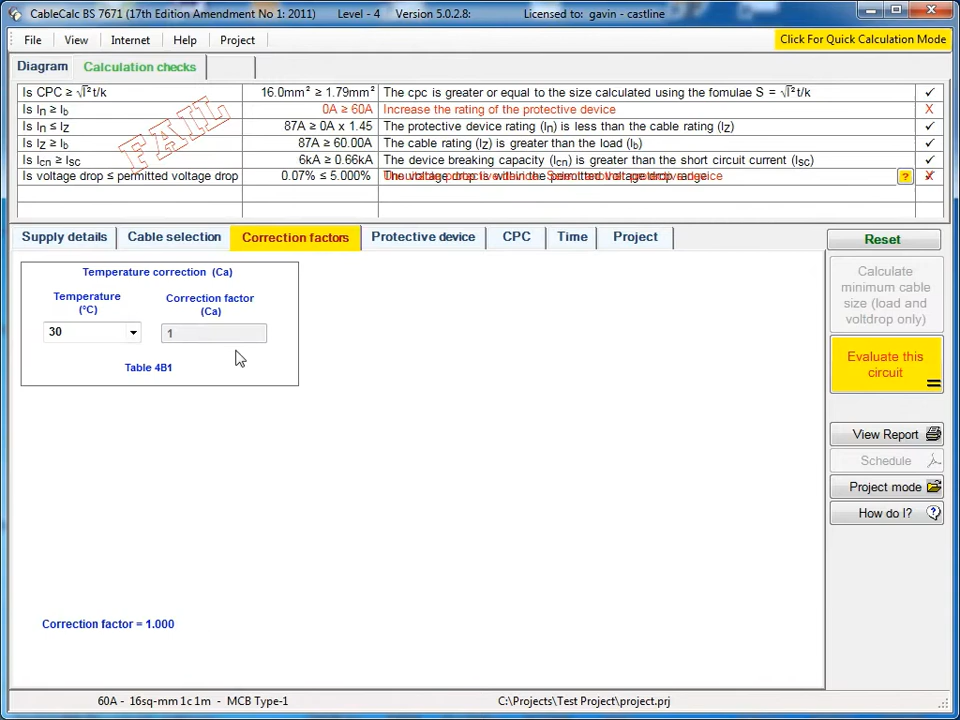 CableCalc BS 7671 (17th Edition Amendment No 1: 2011) Level - 4 Version 5.0.2.8: Licensed to: gavin - castline
File View Internet Help Project
Click For Quick Calculation Mode
Diagram Calculation checks
Is CPC ≥ √I²t/k 16.0mm² ≥ 1.79mm² The cpc is greater or equal to the size calculated using the fomulae S = √I²t/k ✓
Is In ≥ Ib 0A ≥ 60A Increase the rating of the protective device X
Is In ≤ Iz 87A ≥ 0A x 1.45 The protective device rating (In) is less than the cable rating (Iz) ✓
Is Iz ≥ Ib 87A ≥ 60.00A The cable rating (Iz) is greater than the load (Ib) ✓
Is Icn ≥ Isc 6kA ≥ 0.66kA The device breaking capacity (Icn) is greater than the short circuit current (Isc) ✓
Is voltage drop ≤ permitted voltage drop 0.07% ≤ 5.000% ?
FAIL
Supply details Cable selection Correction factors Protective device CPC Time Project
Reset
Temperature correction (Ca)
Temperature
(°C)
Correction factor
(Ca)
30 1
Table 4B1
Correction factor = 1.000
Calculate
minimum cable
size (load and
voltdrop only)
Evaluate this
circuit
View Report
Schedule
Project mode
How do I?
60A - 16sq-mm 1c 1m - MCB Type-1 C:\Projects\Test Project\project.prj